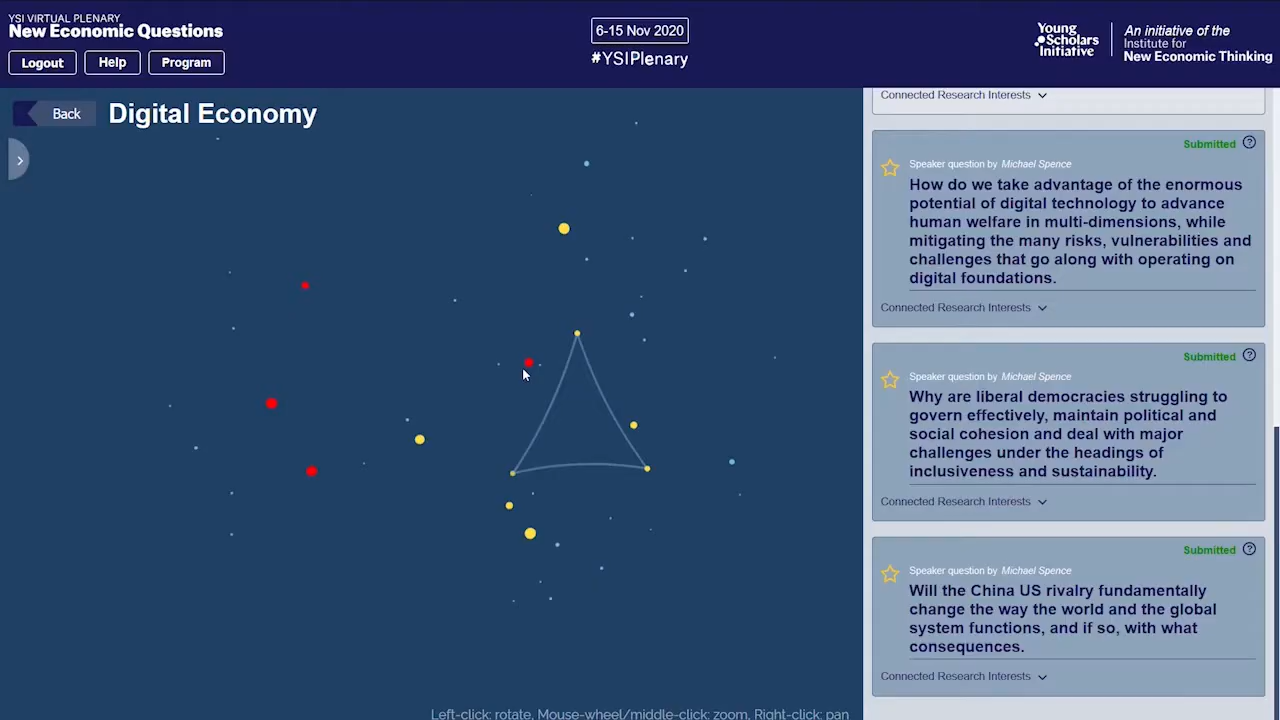 YSI VIRTUAL PLENARY
New Economic Questions
Logout
Help
Program
6-15 Nov 2020
#YSIPlenary
Young
Scholars
Initiative
An initiative of the
Institute for
New Economic Thinking
Back
Digital Economy
Connected Research Interests
Submitted
Speaker question by Michael Spence
How do we take advantage of the enormous
potential of digital technology to advance
human welfare in multi-dimensions, while
mitigating the many risks, vulnerabilities and
challenges that go along with operating on
digital foundations.
Connected Research Interests
Submitted
Speaker question by Michael Spence
Why are liberal democracies struggling to
govern effectively, maintain political and
social cohesion and deal with major
challenges under the headings of
inclusiveness and sustainability.
Connected Research Interests
Submitted
Speaker question by Michael Spence
Will the China US rivalry fundamentally
change the way the world and the global
system functions, and if so, with what
consequences.
Connected Research Interests
Left-click: rotate, Mouse-wheel/middle-click: zoom, Right-click: pan